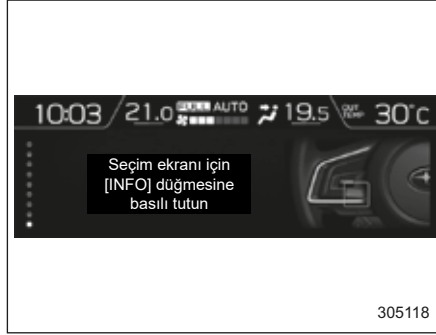 10:03 21.0 FULL AUTO 19.5 OUT TEMP 30°C
Seçim ekranı için
[INFO] düğmesine
basılı tutun
305118